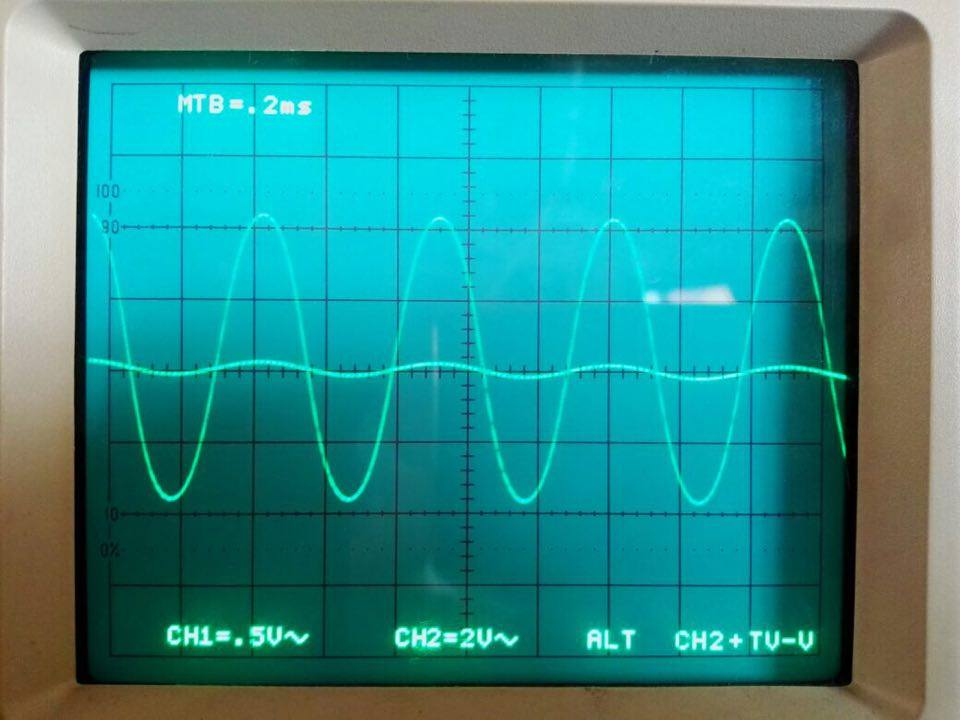 MTB=.2ms
100
90
10
0%
CH1=.5V~ CH2=2V~ ALT CH2+TV-V